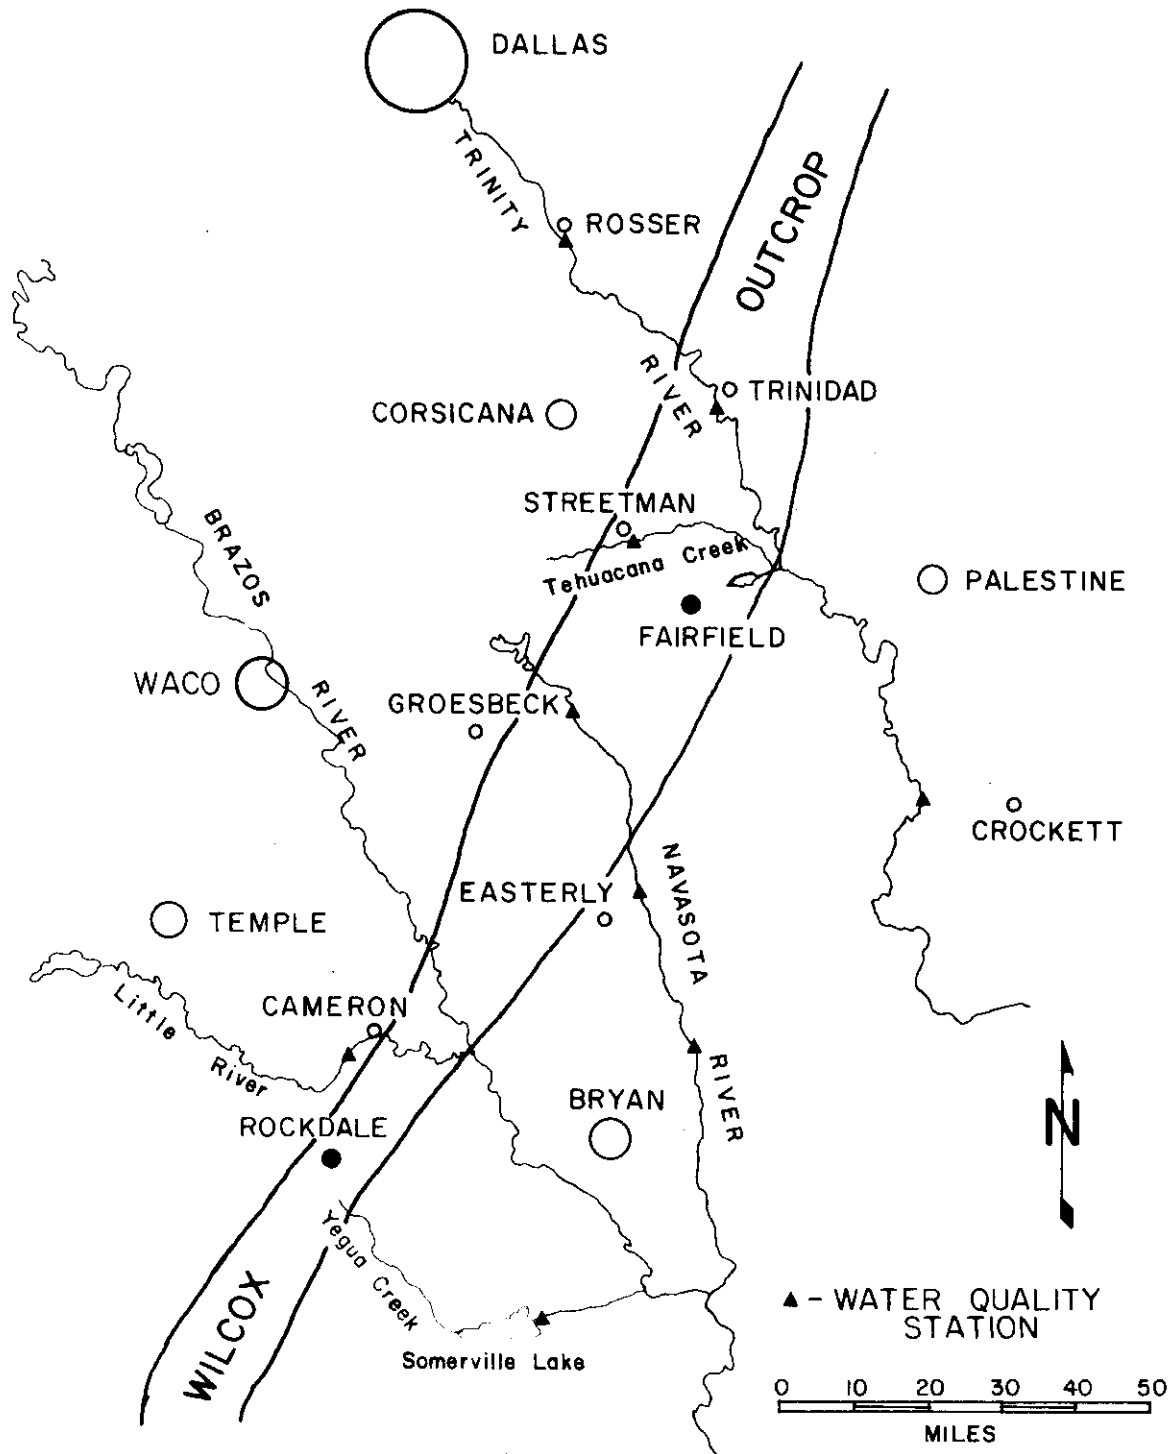 DALLAS
TRINITY
ROSSER
OUTCROP
RIVER
TRINIDAD
CORSICANA
STREETMAN
Tehuacana Creek
BRAZOS
PALESTINE
FAIRFIELD
WACO
RIVER
GROESBECK
CROCKETT
NAVASOTA
EASTERLY
TEMPLE
CAMERON
Little
River
RIVER
BRYAN
N
ROCKDALE
Yegua Creek
WILCOX
▲ - WATER QUALITY
STATION
Somerville Lake
0 10 20 30 40 50
MILES